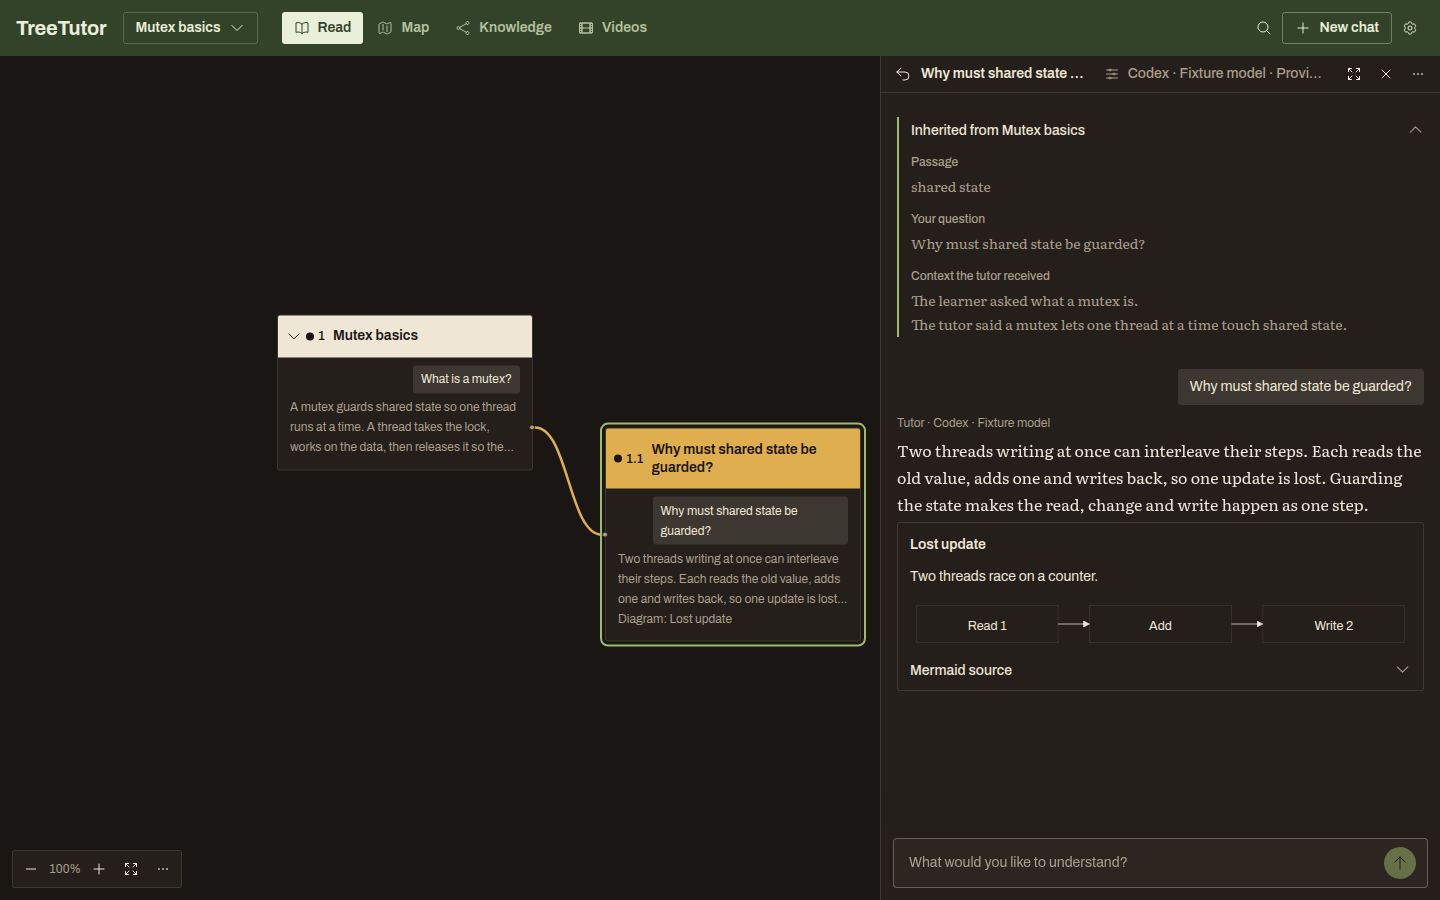 TreeTutor
Mutex basics
Read
Map
Knowledge
Videos
New chat
Why must shared state ...
Codex · Fixture model · Provi...
Inherited from Mutex basics
Passage
shared state
Your question
Why must shared state be guarded?
Context the tutor received
The learner asked what a mutex is.
The tutor said a mutex lets one thread at a time touch shared state.
Why must shared state be guarded?
Tutor · Codex · Fixture model
Two threads writing at once can interleave their steps. Each reads the
old value, adds one and writes back, so one update is lost. Guarding
the state makes the read, change and write happen as one step.
Lost update
Two threads race on a counter.
Read 1
Add
Write 2
Mermaid source
What would you like to understand?
1 Mutex basics
What is a mutex?
A mutex guards shared state so one thread
runs at a time. A thread takes the lock,
works on the data, then releases it so the...
1.1 Why must shared state be
guarded?
Why must shared state be
guarded?
Two threads writing at once can interleave
their steps. Each reads the old value, adds
one and writes back, so one update is lost...
Diagram: Lost update
100%